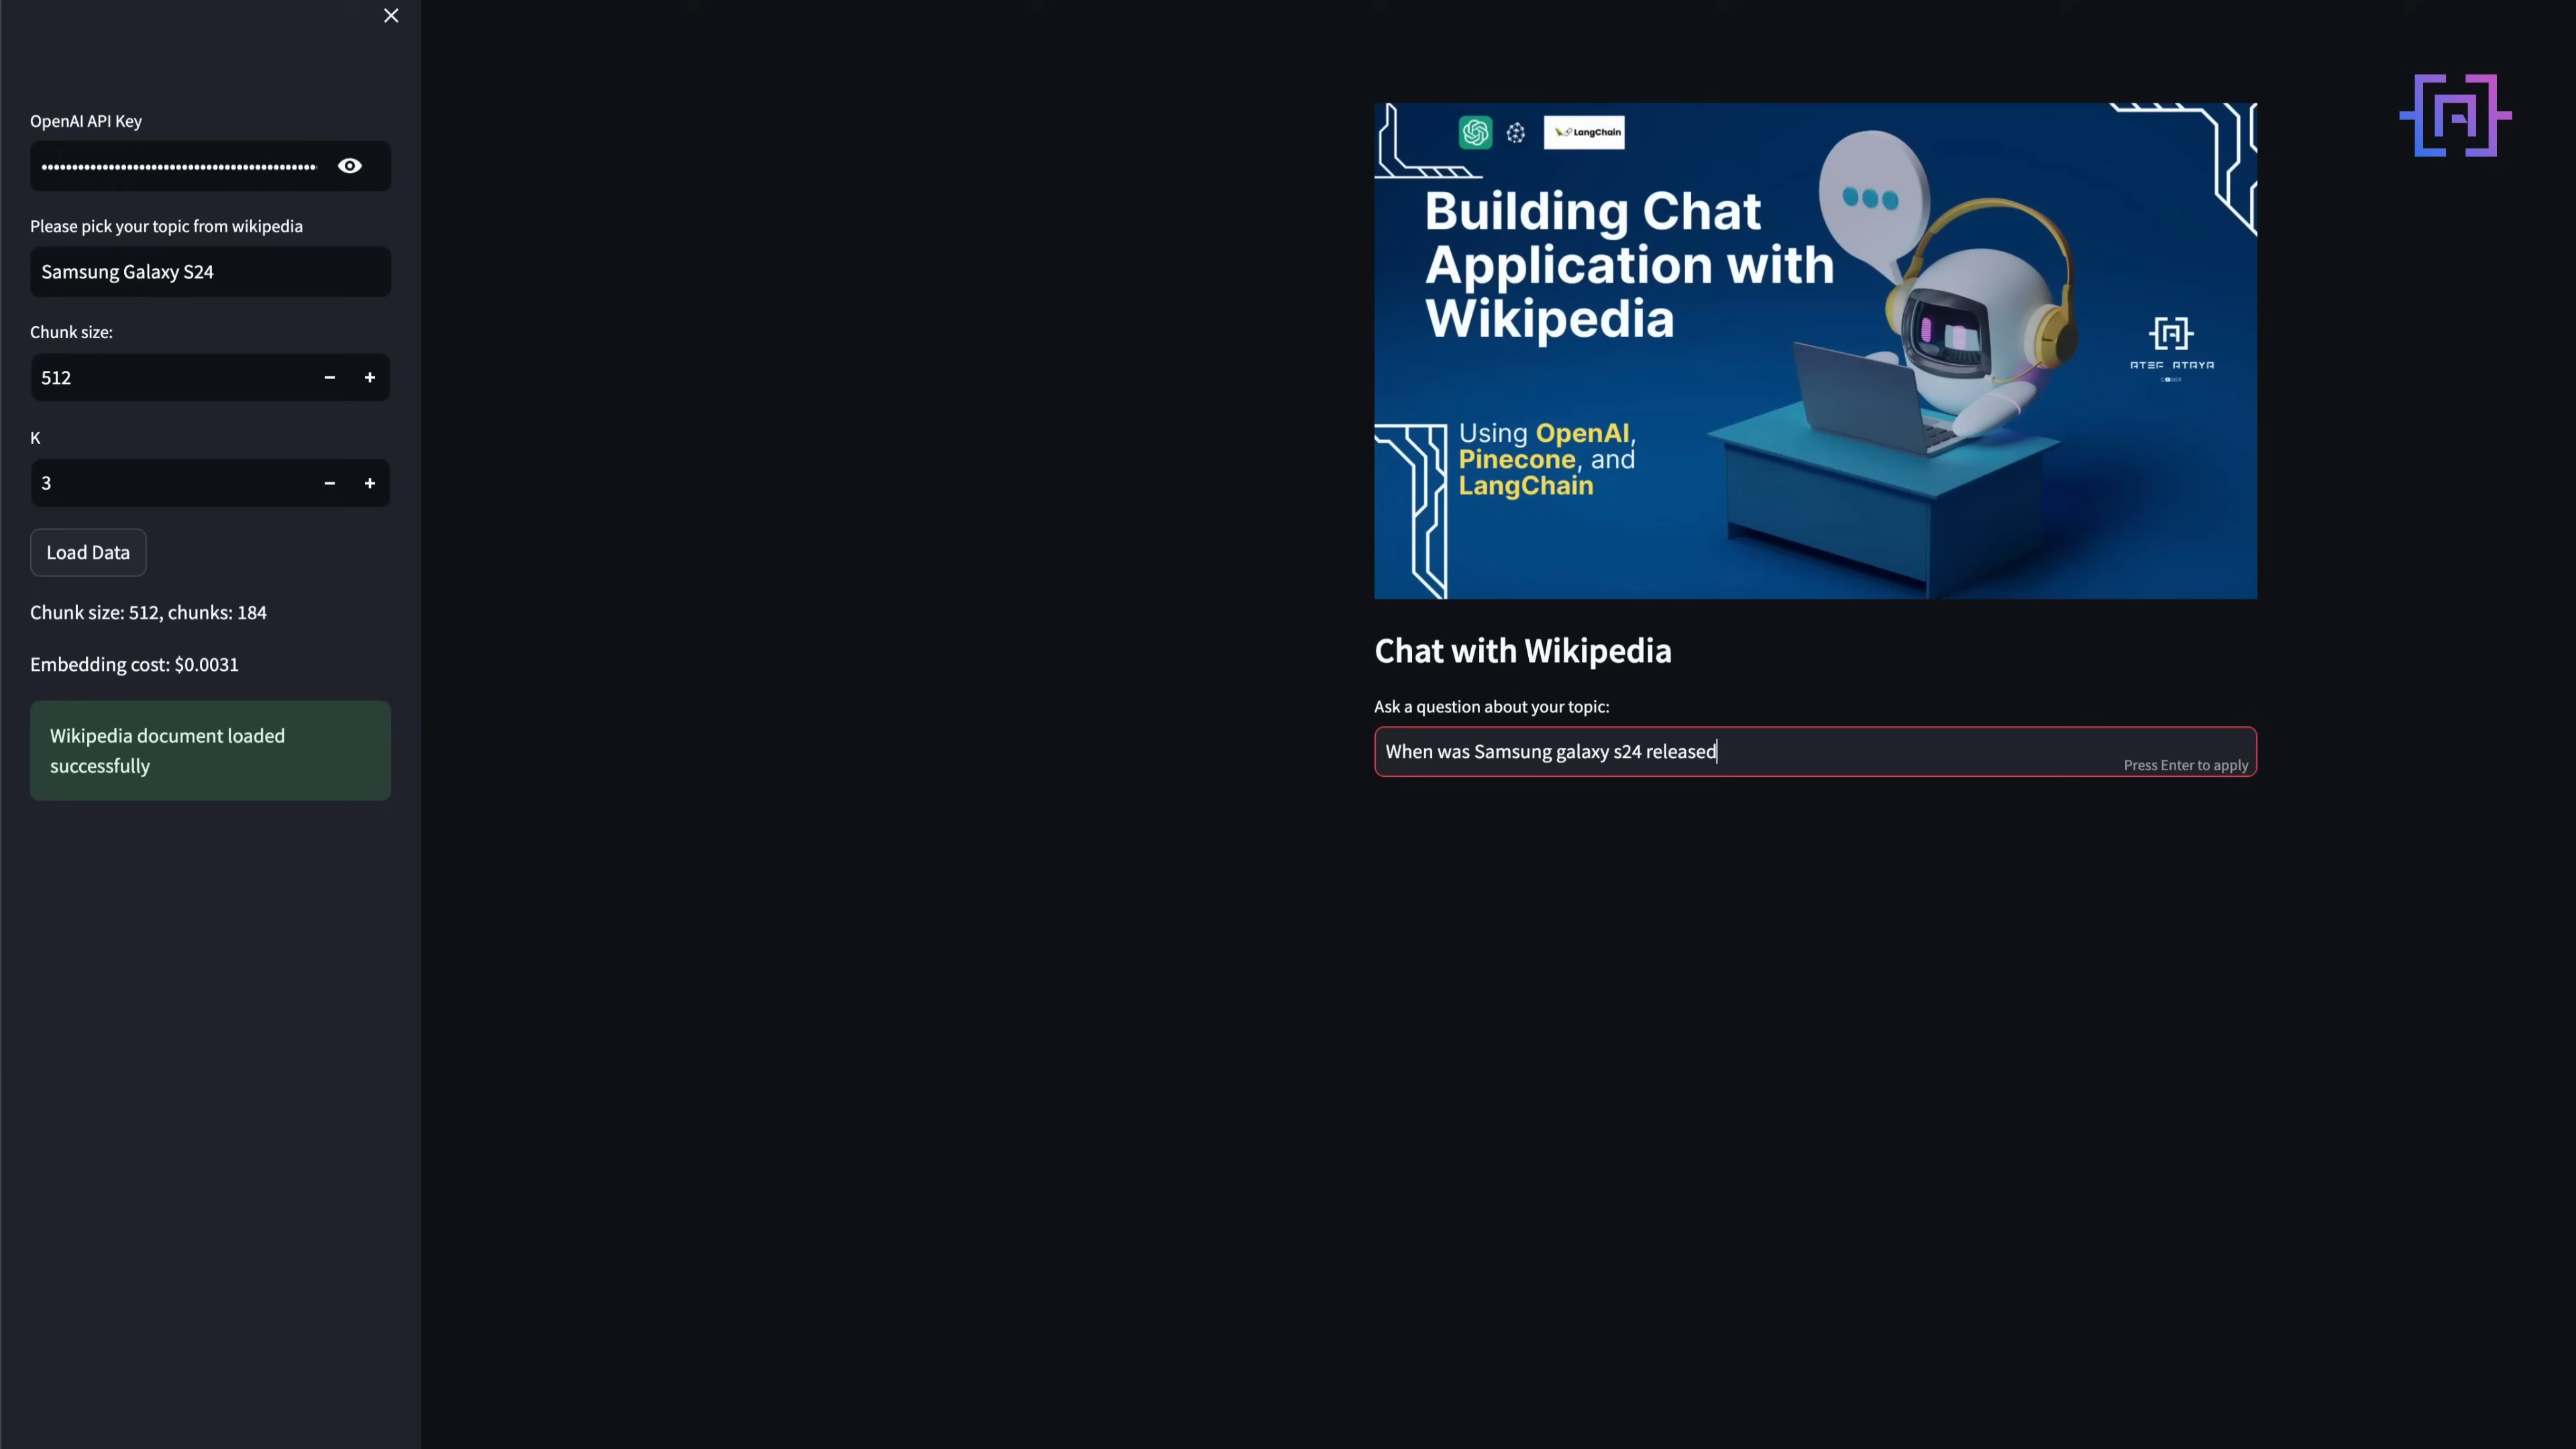 OpenAI API Key
Please pick your topic from wikipedia
Samsung Galaxy S24
Chunk size:
512
K
3
Load Data
Chunk size: 512, chunks: 184
Embedding cost: $0.0031
Wikipedia document loaded
successfully
LangChain
Building Chat
Application with
Wikipedia
Using OpenAI,
Pinecone, and
LangChain
ATEF ATAYA
CODER
Chat with Wikipedia
Ask a question about your topic:
When was Samsung galaxy s24 released
Press Enter to apply